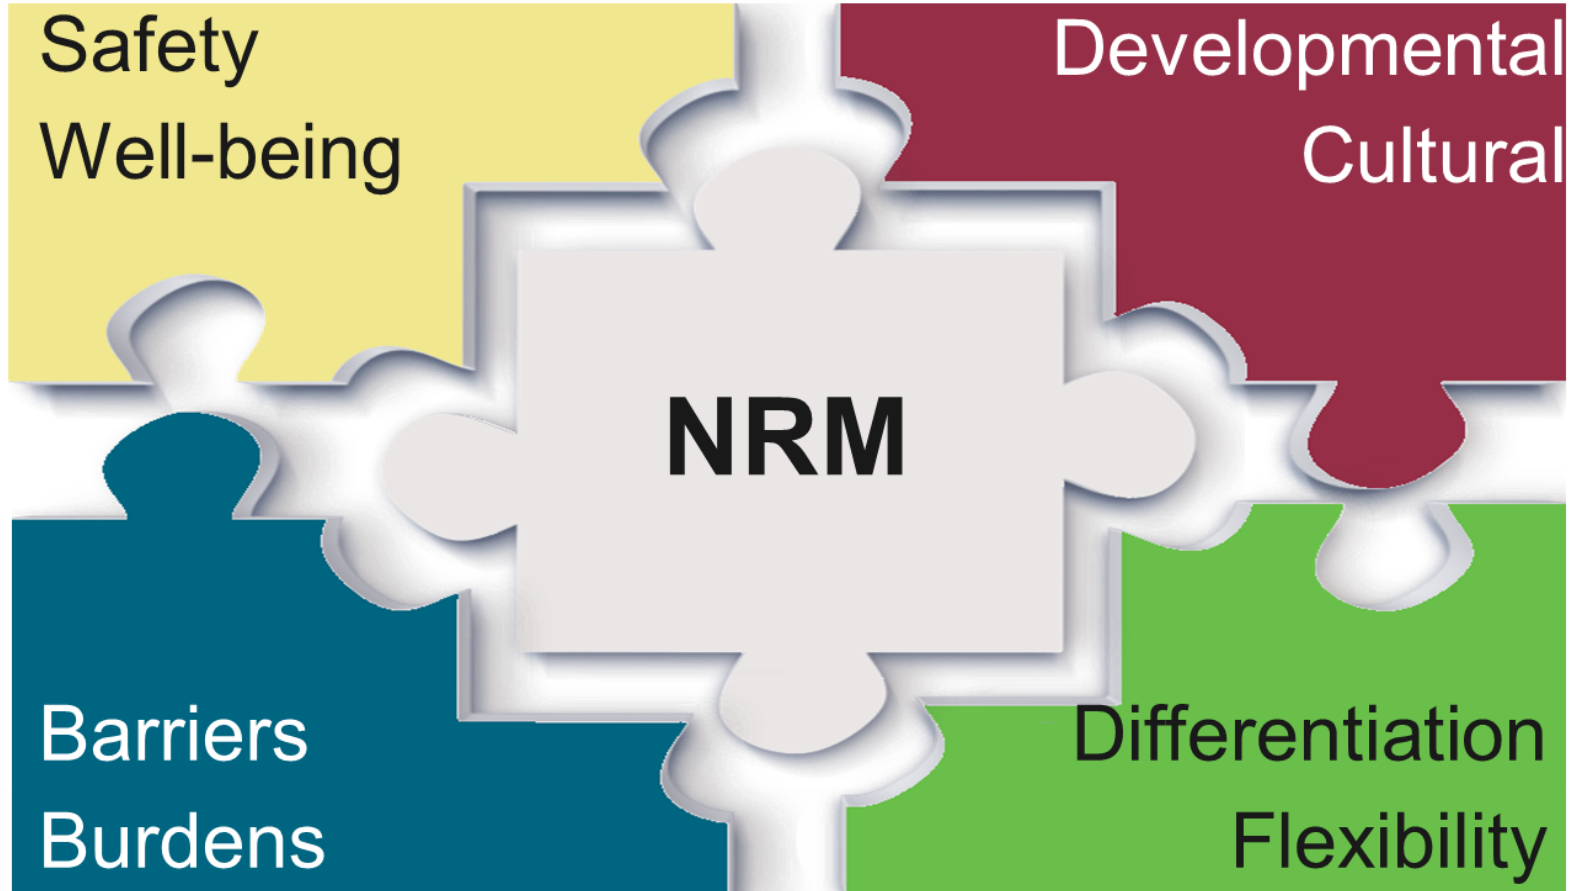 Safety
Well-being
Developmental
Cultural
NRM
Barriers
Burdens
Differentiation
Flexibility